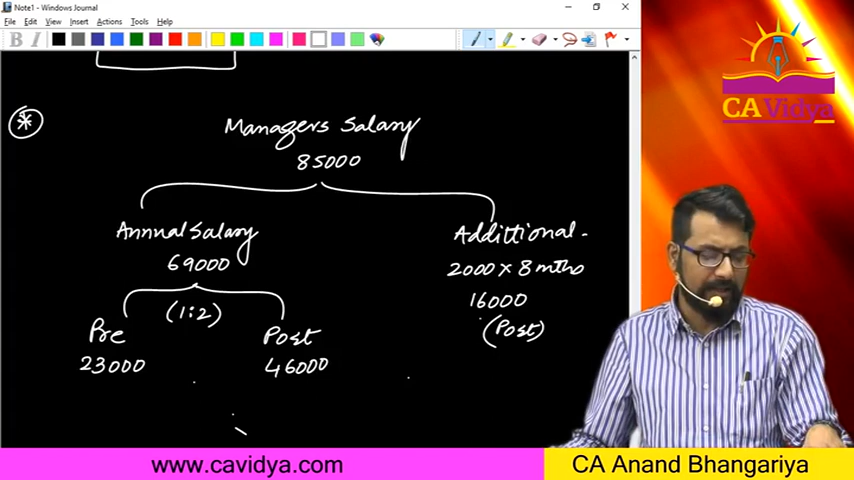 Note1 - Windows Journal
File Edit View Insert Actions Tools Help
B I
CA Vidya
Managers Salary
85000
Annual Salary
69000
Addittional -
2000 × 8 mths
16000
(Post)
(1:2)
Pre
23000
Post
46000
www.cavidya.com
CA Anand Bhangariya